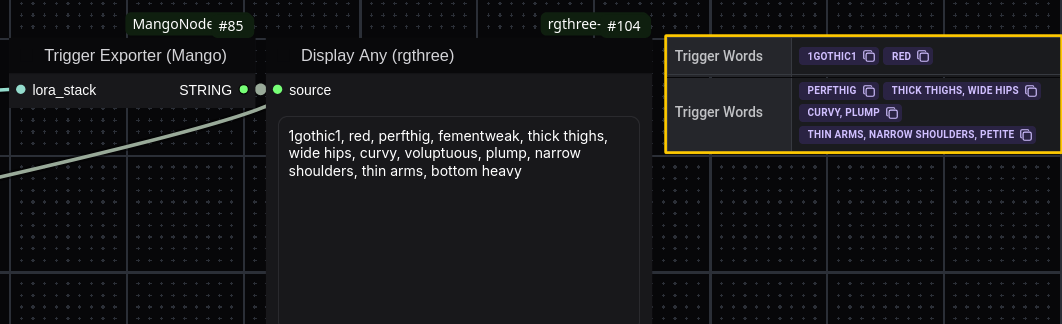 MangoNode #85
rgthree- #104
Trigger Exporter (Mango)
Display Any (rgthree)
lora_stack STRING
source
1gothic1, red, perfthig, fementweak, thick thighs,
wide hips, curvy, voluptuous, plump, narrow
shoulders, thin arms, bottom heavy
Trigger Words 1GOTHIC1 RED
Trigger Words
PERFTHIG THICK THIGHS, WIDE HIPS
CURVY, PLUMP
THIN ARMS, NARROW SHOULDERS, PETITE